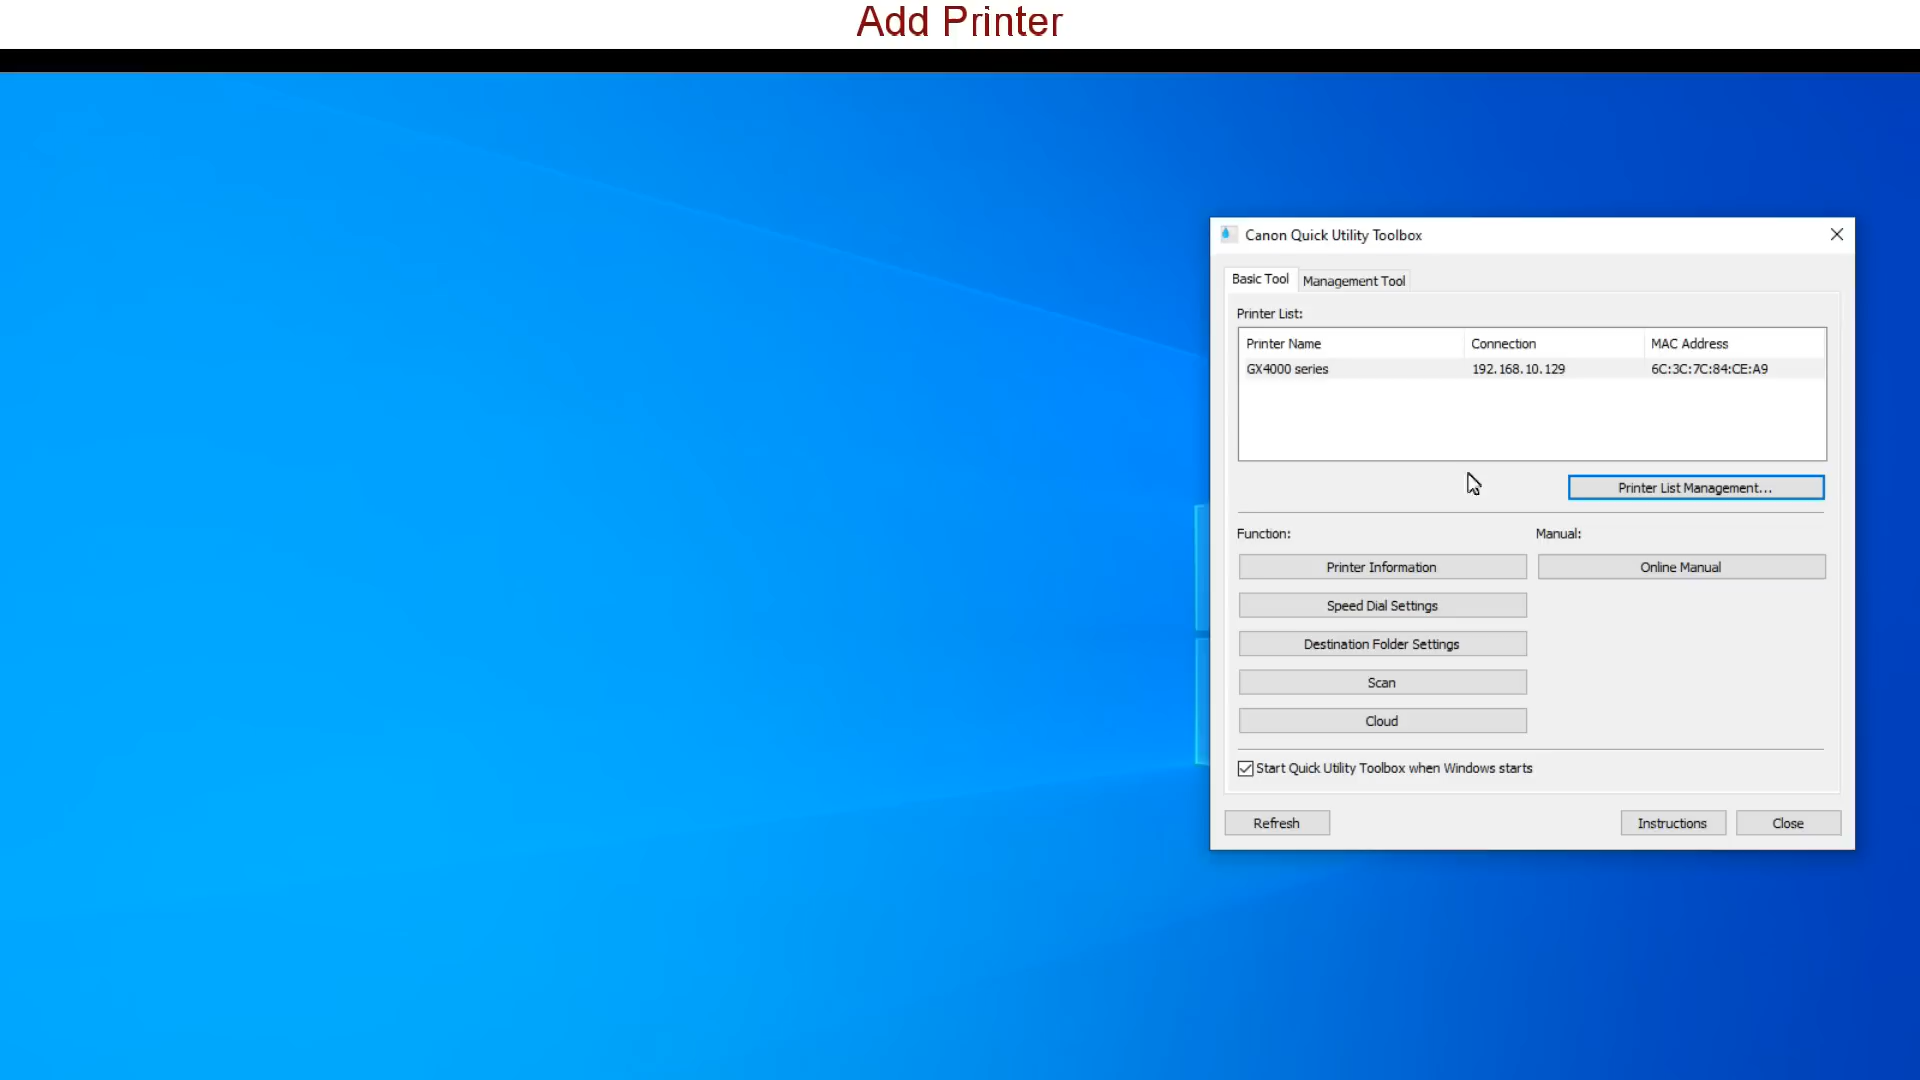 Add Printer
Canon Quick Utility Toolbox
Basic Tool Management Tool
Printer List:
Printer Name Connection MAC Address
GX4000 series 192.168.10.129 6C:3C:7C:84:CE:A9
Printer List Management...
Function: Manual:
Printer Information Online Manual
Speed Dial Settings
Destination Folder Settings
Scan
Cloud
Start Quick Utility Toolbox when Windows starts
Refresh Instructions Close